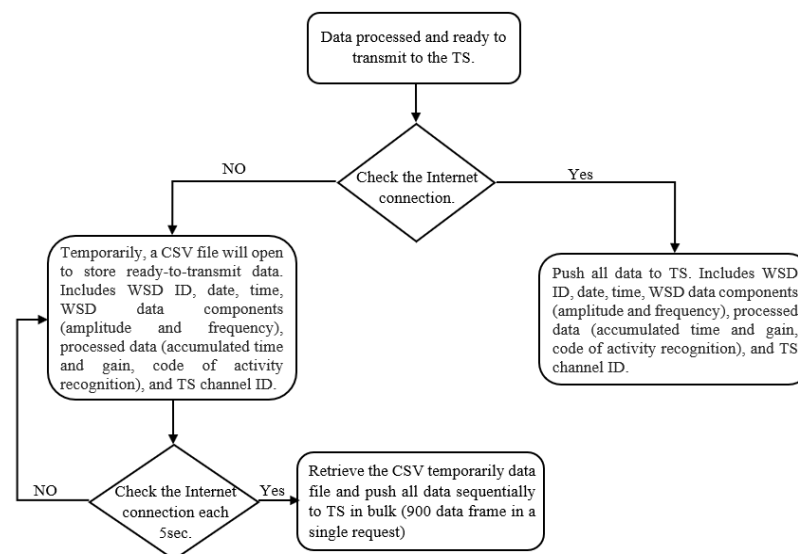 Data processed and ready to
transmit to the TS.
NO
Check the Internet
connection.
Yes
Temporarily, a CSV file will open
to store ready-to-transmit data.
Includes WSD ID, date, time,
WSD data components
(amplitude and frequency),
processed data (accumulated time
and gain, code of activity
recognition), and TS channel ID.
Push all data to TS. Includes WSD
ID, date, time, WSD data components
(amplitude and frequency), processed
data (accumulated time and gain,
code of activity recognition), and TS
channel ID.
NO
Check the Internet
connection each
5sec.
Yes
Retrieve the CSV temporarily data
file and push all data sequentially
to TS in bulk (900 data frame in a
single request)